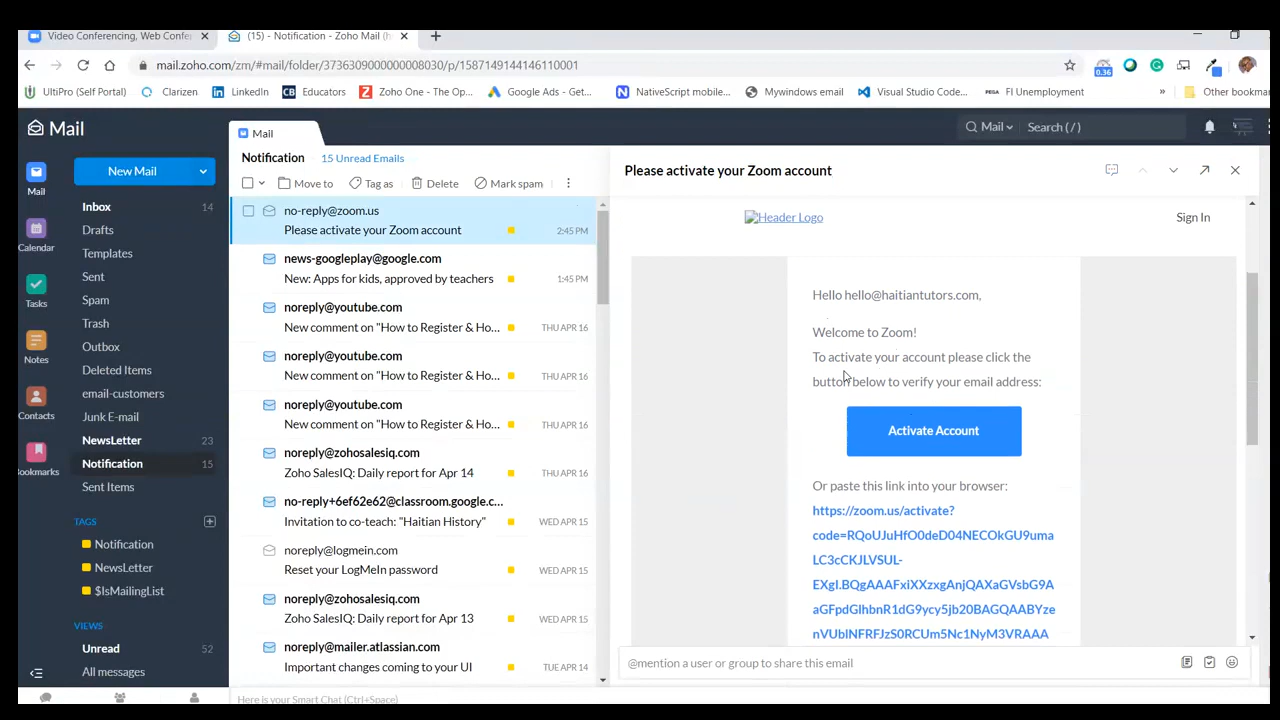 Video Conferencing, Web Confe
(15) - Notification - Zoho Mail (h
mail.zoho.com/zm/#mail/folder/3736309000000008030/p/1587149144146110001
0.36
UltiPro (Self Portal)
Clarizen
LinkedIn
CB Educators
Zoho One - The Op...
Google Ads - Get...
NativeScript mobile...
Mywindows email
Visual Studio Code...
PEGA FI Unemployment
»
Other bookmar
Mail
Mail
Mail
Search ( / )
Mail
Calendar
Tasks
Notes
Contacts
Bookmarks
New Mail
Inbox 14
Drafts
Templates
Sent
Spam
Trash
Outbox
Deleted Items
email-customers
Junk E-mail
NewsLetter 23
Notification 15
Sent Items
TAGS
Notification
NewsLetter
$IsMailingList
VIEWS
Unread 52
All messages
Notification 15 Unread Emails
Move to Tag as Delete Mark spam
no-reply@zoom.us
Please activate your Zoom account 2:45 PM
news-googleplay@google.com
New: Apps for kids, approved by teachers 1:45 PM
noreply@youtube.com
New comment on "How to Register & Ho... THU APR 16
noreply@youtube.com
New comment on "How to Register & Ho... THU APR 16
noreply@youtube.com
New comment on "How to Register & Ho... THU APR 16
noreply@zohosalesiq.com
Zoho SalesIQ: Daily report for Apr 14 THU APR 16
no-reply+6ef62e62@classroom.google.c...
Invitation to co-teach: "Haitian History" WED APR 15
noreply@logmein.com
Reset your LogMeIn password WED APR 15
noreply@zohosalesiq.com
Zoho SalesIQ: Daily report for Apr 13 WED APR 15
noreply@mailer.atlassian.com
Important changes coming to your UI TUE APR 14
Here is your Smart Chat (Ctrl+Space)
Please activate your Zoom account
Header Logo
Sign In
Hello hello@haitiantutors.com,
Welcome to Zoom!
To activate your account please click the
button below to verify your email address:
Activate Account
Or paste this link into your browser:
https://zoom.us/activate?
code=RQoUJuHfO0deD04NECOkGU9uma
LC3cCKJLVSUL-
EXgI.BQgAAAFxiXXzxgAnjQAXaGVsbG9A
aGFpdGlhbnR1dG9ycy5jb20BAGQAABYze
nVUblNFRFJzS0RCUm5Nc1NyM3VRAAA
@mention a user or group to share this email